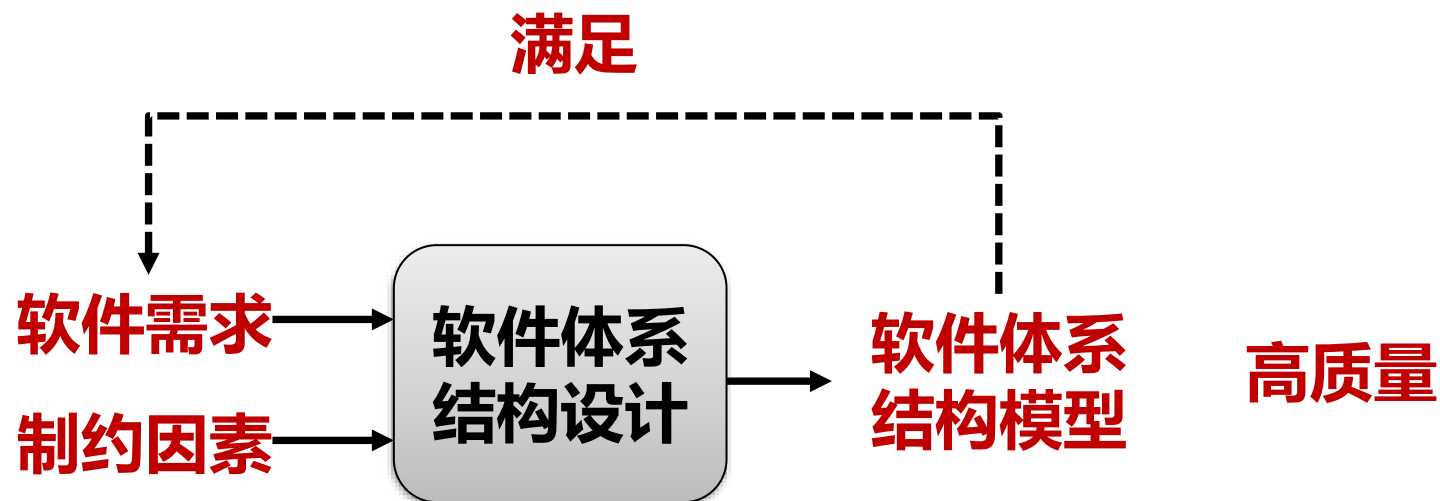 满足
软件需求
制约因素
软件体系
结构设计
软件体系
结构模型
高质量